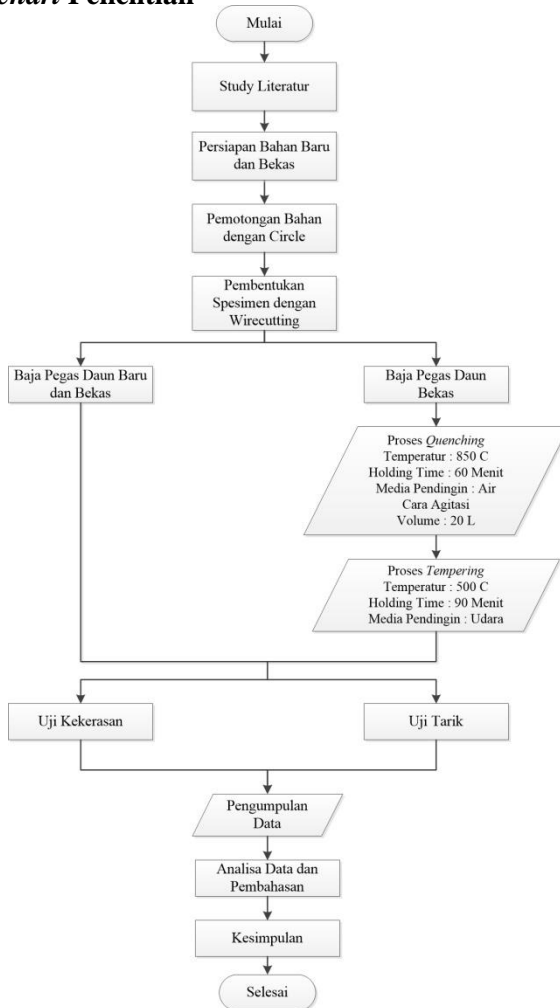 Penelitian
Mulai
Study Literatur
Persiapan Bahan Baru
dan Bekas
Pemotongan Bahan
dengan Circle
Pembentukan
Spesimen dengan
Wirecutting
Baja Pegas Daun Baru
dan Bekas
Baja Pegas Daun
Bekas
Proses Quenching
Temperatur : 850 C
Holding Time : 60 Menit
Media Pendingin : Air
Cara Agitasi
Volume : 20 L
Proses Tempering
Temperatur : 500 C
Holding Time : 90 Menit
Media Pendingin : Udara
Uji Kekerasan
Uji Tarik
Pengumpulan
Data
Analisa Data dan
Pembahasan
Kesimpulan
Selesai